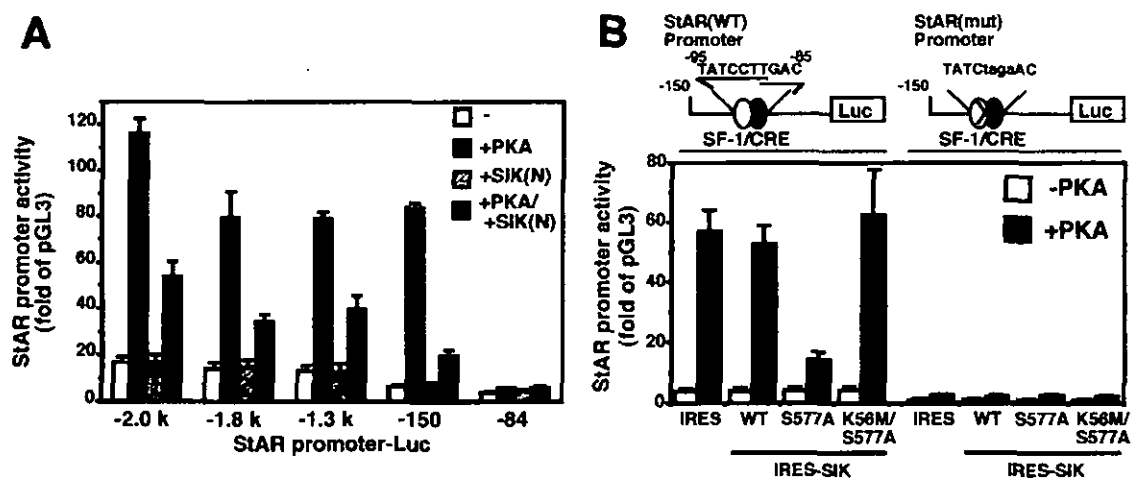 A
StAR promoter activity
(fold of pGL3)
120
100
80
60
40
20
0
-
+PKA
+SIK(N)
+PKA/
+SIK(N)
-2.0 k
-1.8 k
-1.3 k
-150
-84
StAR promoter-Luc
B
StAR(WT)
Promoter
-95
-85
TATCCTTGAC
-150
Luc
SF-1/CRE
StAR(mut)
Promoter
TATCtagaAC
-150
Luc
SF-1/CRE
StAR promoter activity
(fold of pGL3)
80
60
40
20
0
-PKA
+PKA
IRES
WT
S577A
K56M/
S577A
IRES-SIK
IRES
WT
S577A
K56M/
S577A
IRES-SIK